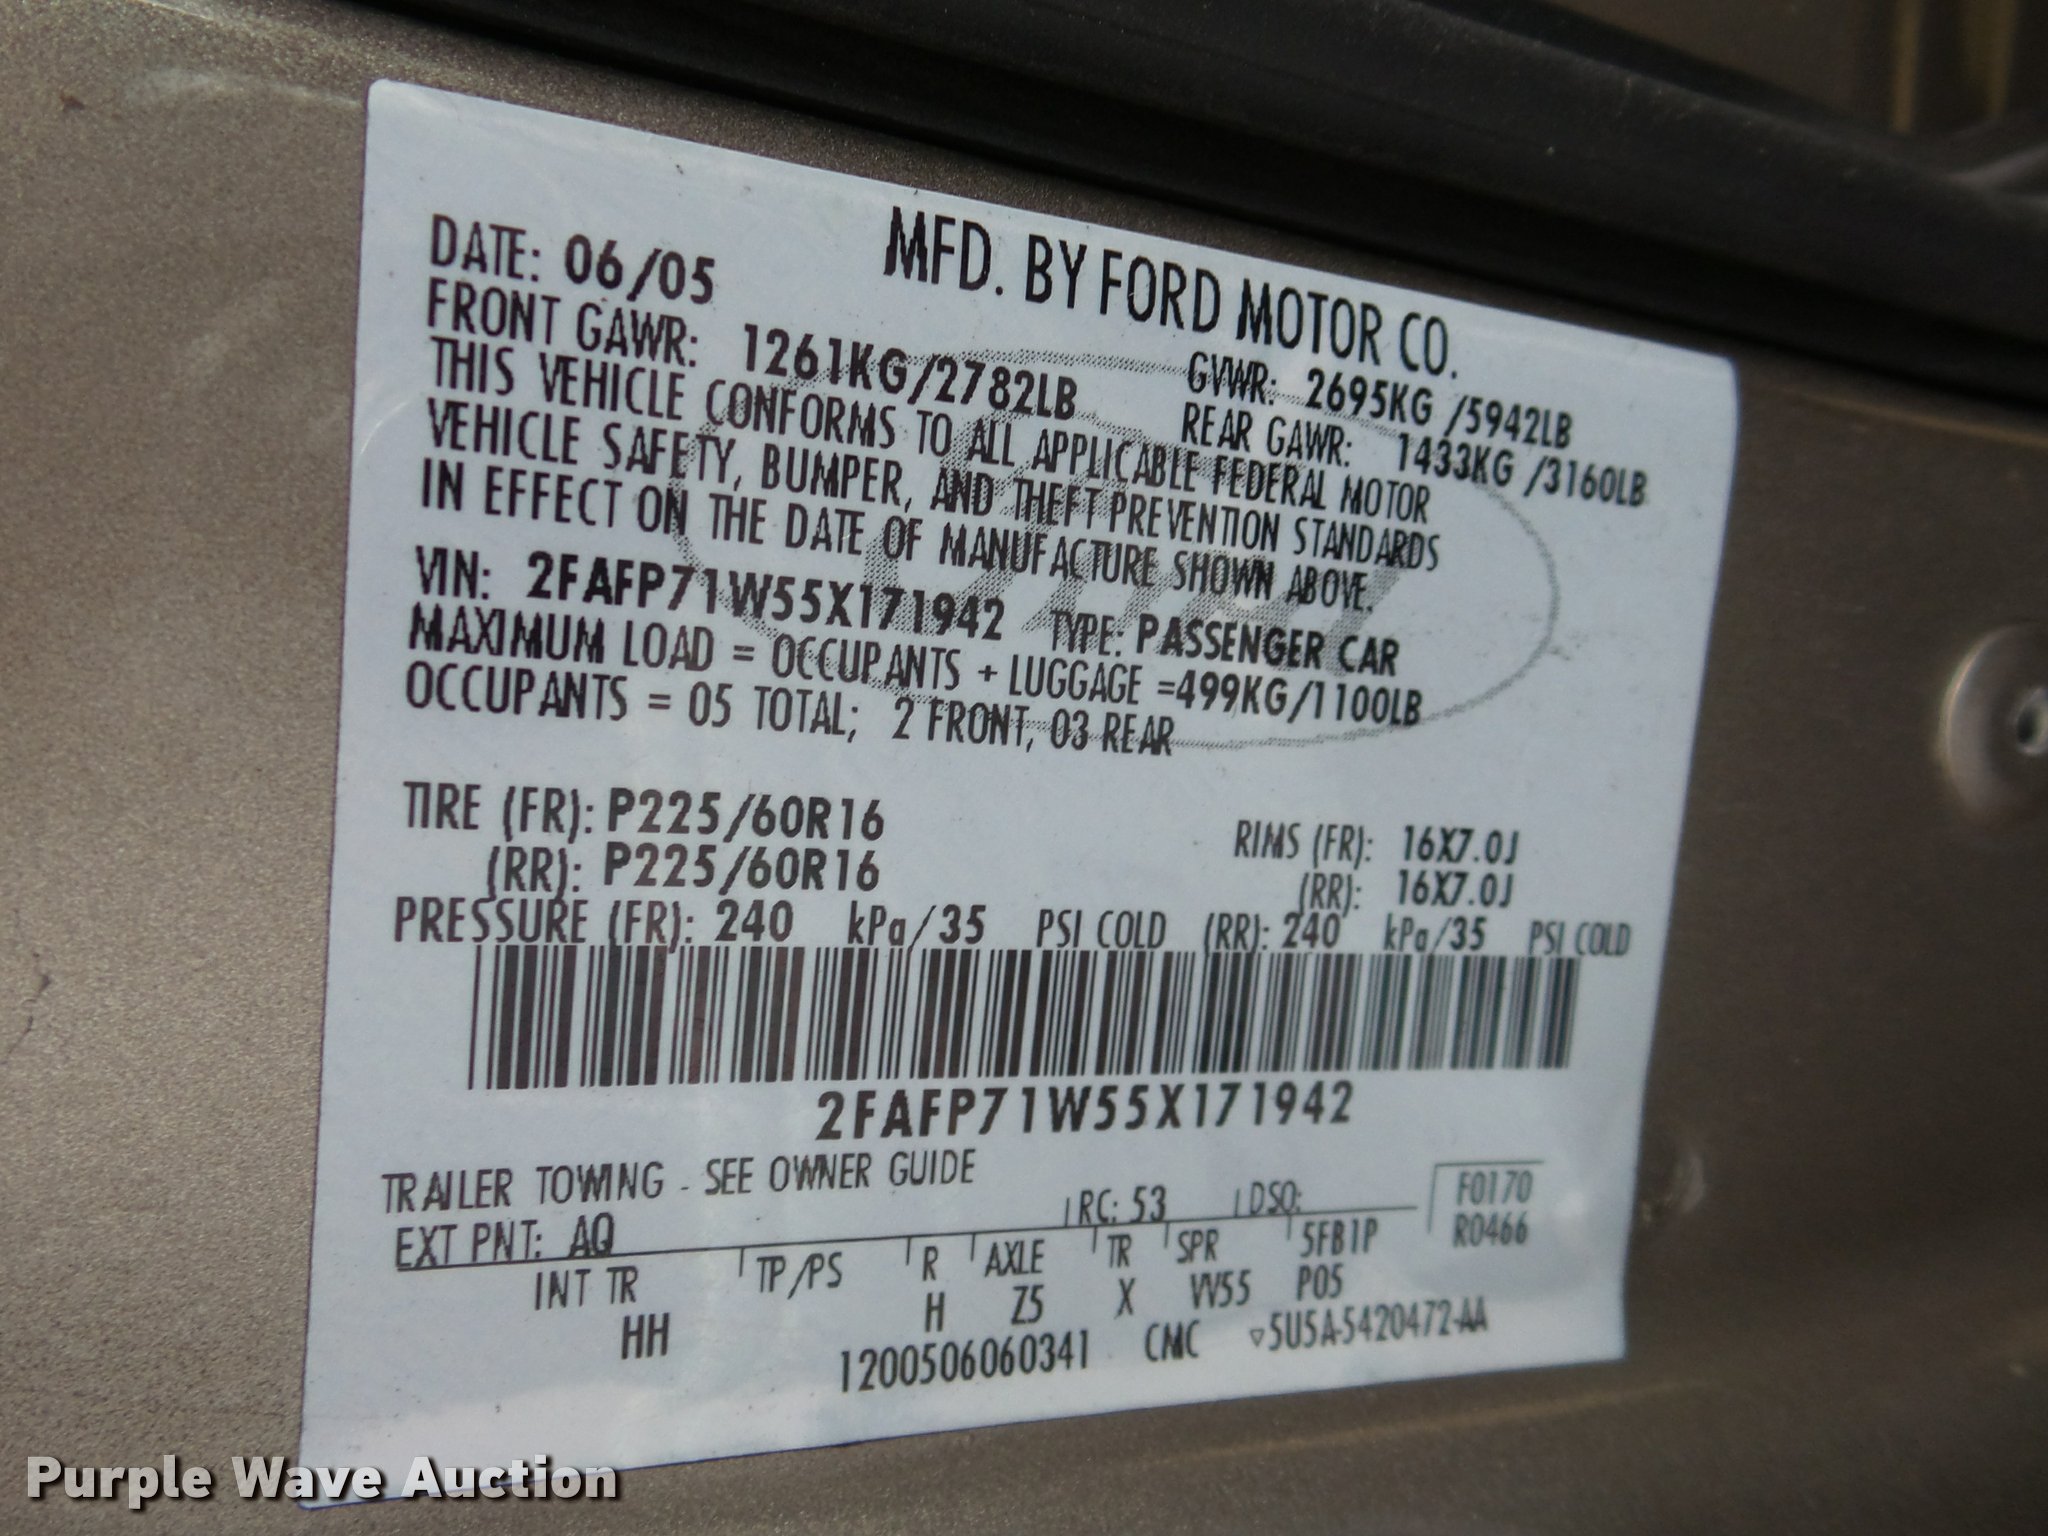 MFD. BY FORD MOTOR CO.
DATE: 06/05 GVWR: 2695KG /5942LB
FRONT GAWR: 1261KG/2782LB REAR GAWR: 1433KG /3160LB
THIS VEHICLE CONFORMS TO ALL APPLICABLE FEDERAL MOTOR
VEHICLE SAFETY, BUMPER, AND THEFT PREVENTION STANDARDS
IN EFFECT ON THE DATE OF MANUFACTURE SHOWN ABOVE.
VIN: 2FAFP71W55X171942 TYPE: PASSENGER CAR
MAXIMUM LOAD = OCCUPANTS + LUGGAGE =499KG/1100LB
OCCUPANTS = 05 TOTAL; 2 FRONT, 03 REAR
TIRE (FR): P225/60R16 RIMS (FR): 16X7.0J
(RR): P225/60R16 (RR): 16X7.0J
PRESSURE (FR): 240 kPa/35 PSI COLD (RR): 240 kPa/35 PSI COLD
2FAFP71W55X171942
TRAILER TOWING - SEE OWNER GUIDE
EXT PNT: AQ RC: 53 DSO: F0170
R0466
INT TR TP/PS R AXLE TR SPR 5FB1P
HH H Z5 X VV55 P05
1200506060341 CMC ▽5U5A-5420472-AA
Purple Wave Auction